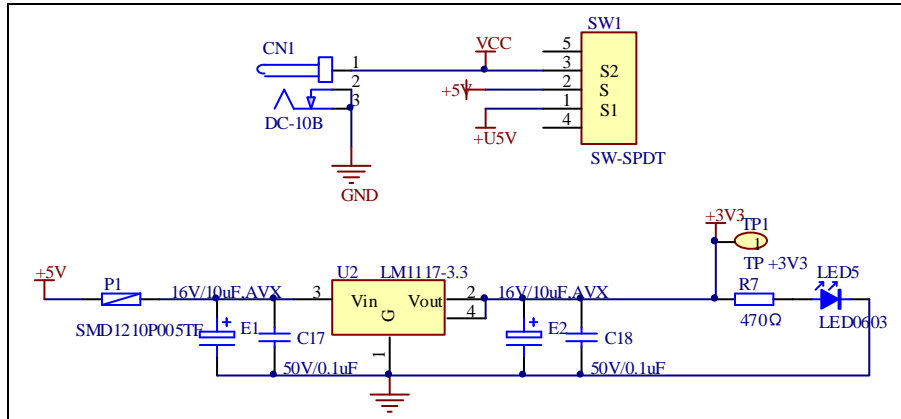 SW1
CN1
VCC
5
1
3
S2
2
+5V
2
S
3
1
S1
DC-10B
4
+U5V
SW-SPDT
GND
+3V3
TP1
1
+5V
P1
U2
LM1117-3.3
TP +3V3
LED5
16V/10uF,AVX
3
Vin
Vout
2
16V/10uF,AVX
R7
4
SMD1210P005TF
E1
C17
G
E2
C18
470Ω
LED0603
1
50V/0.1uF
50V/0.1uF